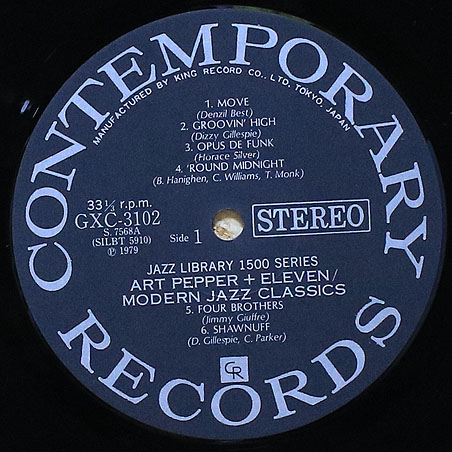 CONTEMPORARY
MANUFACTURED BY KING RECORD CO., LTD. TOKYO, JAPAN
1. MOVE
(Denzil Best)
2. GROOVIN' HIGH
(Dizzy Gillespie)
3. OPUS DE FUNK
(Horace Silver)
4. 'ROUND MIDNIGHT
(B. Hanighen, C. Williams, T. Monk)
33⅓ r.p.m.
GXC-3102
S. 7568A
(SILBT 5910)
Ⓟ 1979
Side 1
STEREO
JAZZ LIBRARY 1500 SERIES
ART PEPPER + ELEVEN/
MODERN JAZZ CLASSICS
5. FOUR BROTHERS
(Jimmy Giuffre)
6. SHAWNUFF
(D. Gillespie, C. Parker)
CR
RECORDS